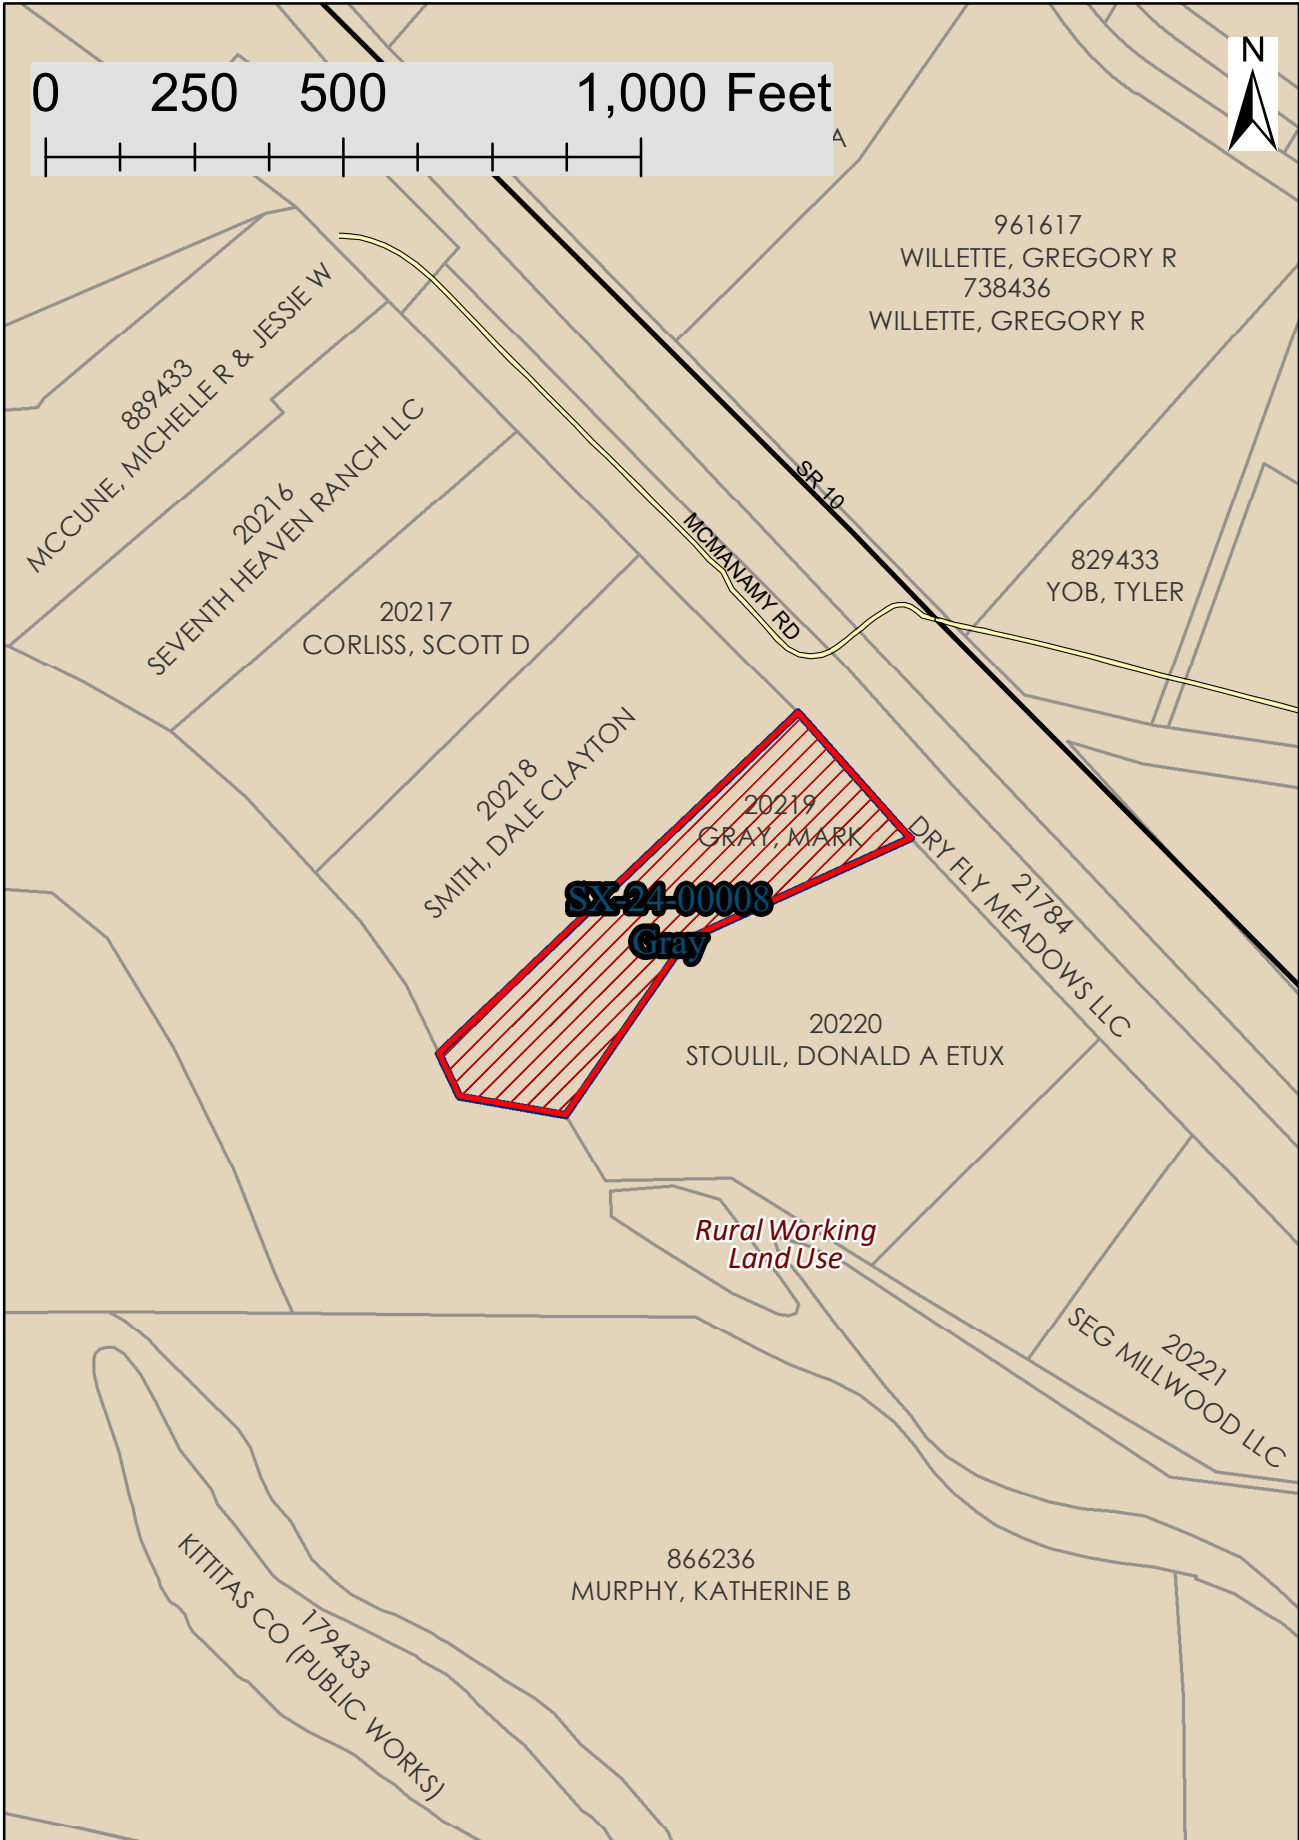 0 250 500 1,000 Feet
N
A
961617
WILLETTE, GREGORY R
738436
WILLETTE, GREGORY R
889433
MCCUNE, MICHELLE R & JESSIE W
20216
SEVENTH HEAVEN RANCH LLC
SR 10
MCMANAMY RD
829433
YOB, TYLER
20217
CORLISS, SCOTT D
20218
SMITH, DALE CLAYTON
20219
GRAY, MARK
SX-24-00008
Gray
21784
DRY FLY MEADOWS LLC
20220
STOULIL, DONALD A ETUX
Rural Working
Land Use
20221
SEG MILLWOOD LLC
866236
MURPHY, KATHERINE B
179433
KITTITAS CO (PUBLIC WORKS)